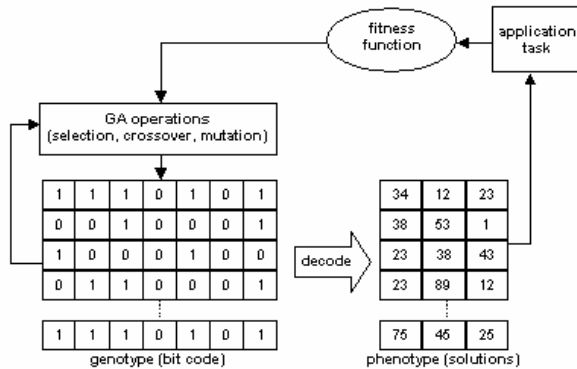 fitness
function
application
task
GA operations
(selection, crossover, mutation)
1 1 1 0 1 0 1
0 0 1 0 0 0 1
1 0 0 0 1 0 0
0 1 1 0 1 1 1
1 1 1 0 1 0 1
genotype (bit code)
decode
34 12 23
38 53 1
23 38 43
23 89 12
75 45 25
phenotype (solutions)